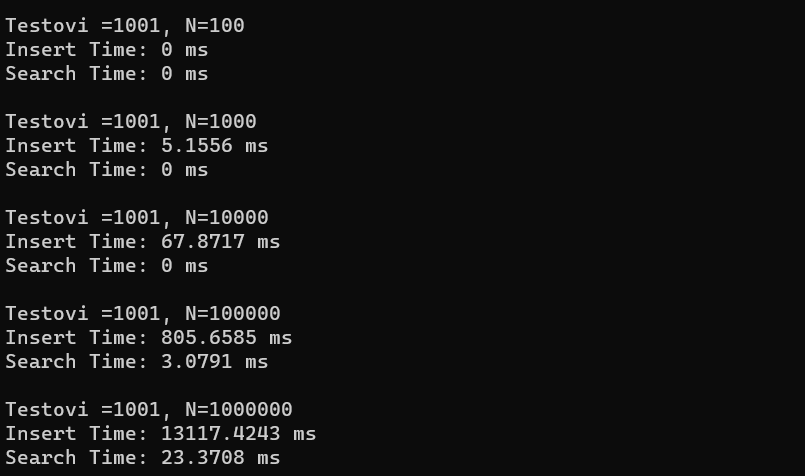 Testovi =1001, N=100
Insert Time: 0 ms
Search Time: 0 ms
Testovi =1001, N=1000
Insert Time: 5.1556 ms
Search Time: 0 ms
Testovi =1001, N=10000
Insert Time: 67.8717 ms
Search Time: 0 ms
Testovi =1001, N=100000
Insert Time: 805.6585 ms
Search Time: 3.0791 ms
Testovi =1001, N=1000000
Insert Time: 13117.4243 ms
Search Time: 23.3708 ms